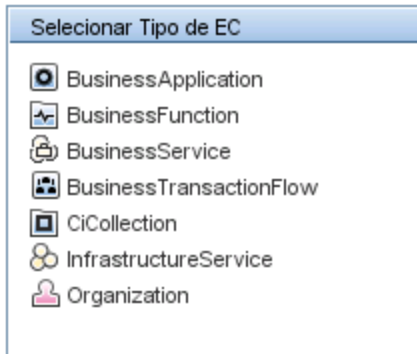 Selecionar Tipo de EC
BusinessApplication
BusinessFunction
BusinessService
BusinessTransactionFlow
CiCollection
InfrastructureService
Organization